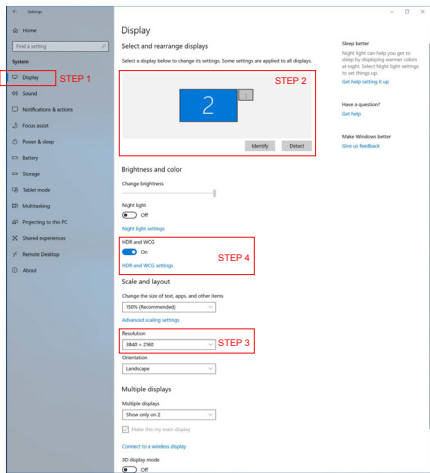 Settings
Home
Find a setting
System
Display
STEP 1
Sound
Notifications & actions
Focus assist
Power & sleep
Battery
Storage
Tablet mode
Multitasking
Projecting to this PC
Shared experiences
Remote Desktop
About
Display
Select and rearrange displays
Select a display below to change its settings. Some settings are applied to all displays.
STEP 2
2
1
Identify
Detect
Brightness and color
Change brightness
Night light
Off
Night light settings
HDR and WCG
On
STEP 4
HDR and WCG settings
Scale and layout
Change the size of text, apps, and other items
150% (Recommended)
Advanced scaling settings
Resolution
3840 × 2160
STEP 3
Orientation
Landscape
Multiple displays
Multiple displays
Show only on 2
Make this my main display
Connect to a wireless display
3D display mode
Off
Sleep better
Night light can help you get to
sleep by displaying warmer colors
at night. Select Night light settings
to set things up.
Get help setting it up
Have a question?
Get help
Make Windows better
Give us feedback